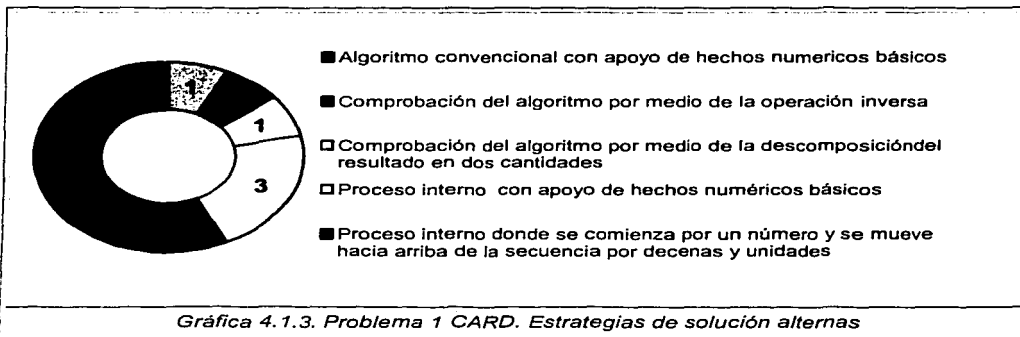 1
1
3
Algoritmo convencional con apoyo de hechos numericos básicos
Comprobación del algoritmo por medio de la operación inversa
Comprobación del algoritmo por medio de la descomposicióndel
resultado en dos cantidades
Proceso interno con apoyo de hechos numéricos básicos
Proceso interno donde se comienza por un número y se mueve
hacia arriba de la secuencia por decenas y unidades
Gráfica 4.1.3. Problema 1 CARD. Estrategias de solución alternas